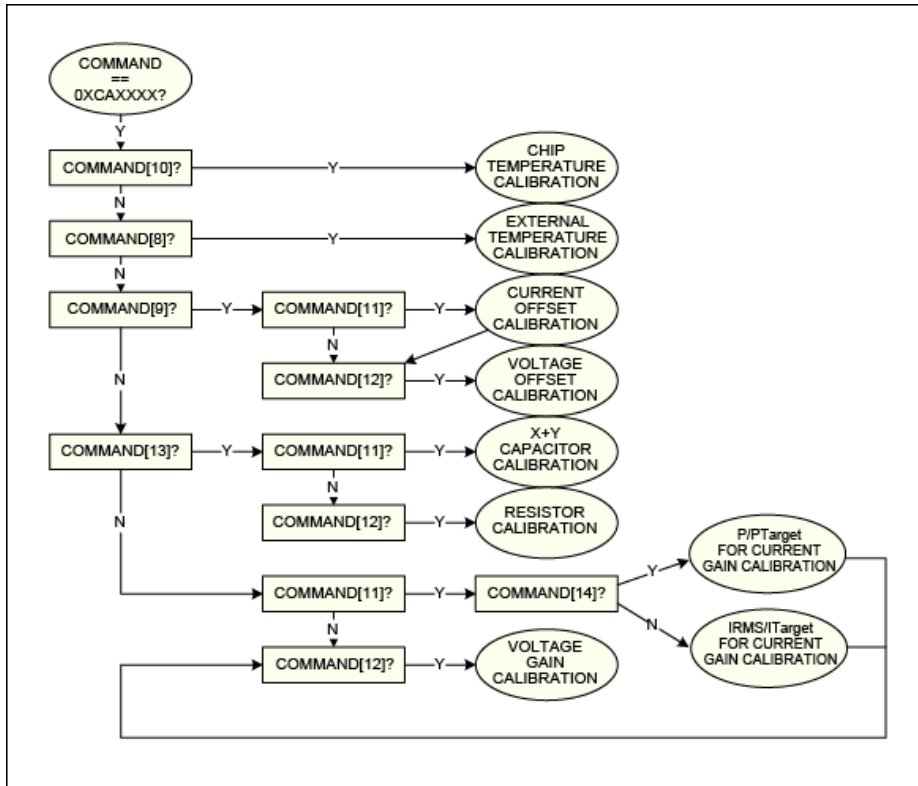 COMMAND
==
0XCAXXXX?
Y
COMMAND[10]?
Y
CHIP
TEMPERATURE
CALIBRATION
N
COMMAND[8]?
Y
EXTERNAL
TEMPERATURE
CALIBRATION
N
COMMAND[9]?
Y
COMMAND[11]?
Y
CURRENT
OFFSET
CALIBRATION
N
COMMAND[12]?
Y
VOLTAGE
OFFSET
CALIBRATION
N
COMMAND[13]?
Y
COMMAND[11]?
Y
X+Y
CAPACITOR
CALIBRATION
N
COMMAND[12]?
Y
RESISTOR
CALIBRATION
N
COMMAND[11]?
Y
COMMAND[14]?
Y
P/PTarget
FOR CURRENT
GAIN CALIBRATION
N
IRMS/ITarget
FOR CURRENT
GAIN CALIBRATION
N
COMMAND[12]?
Y
VOLTAGE
GAIN
CALIBRATION